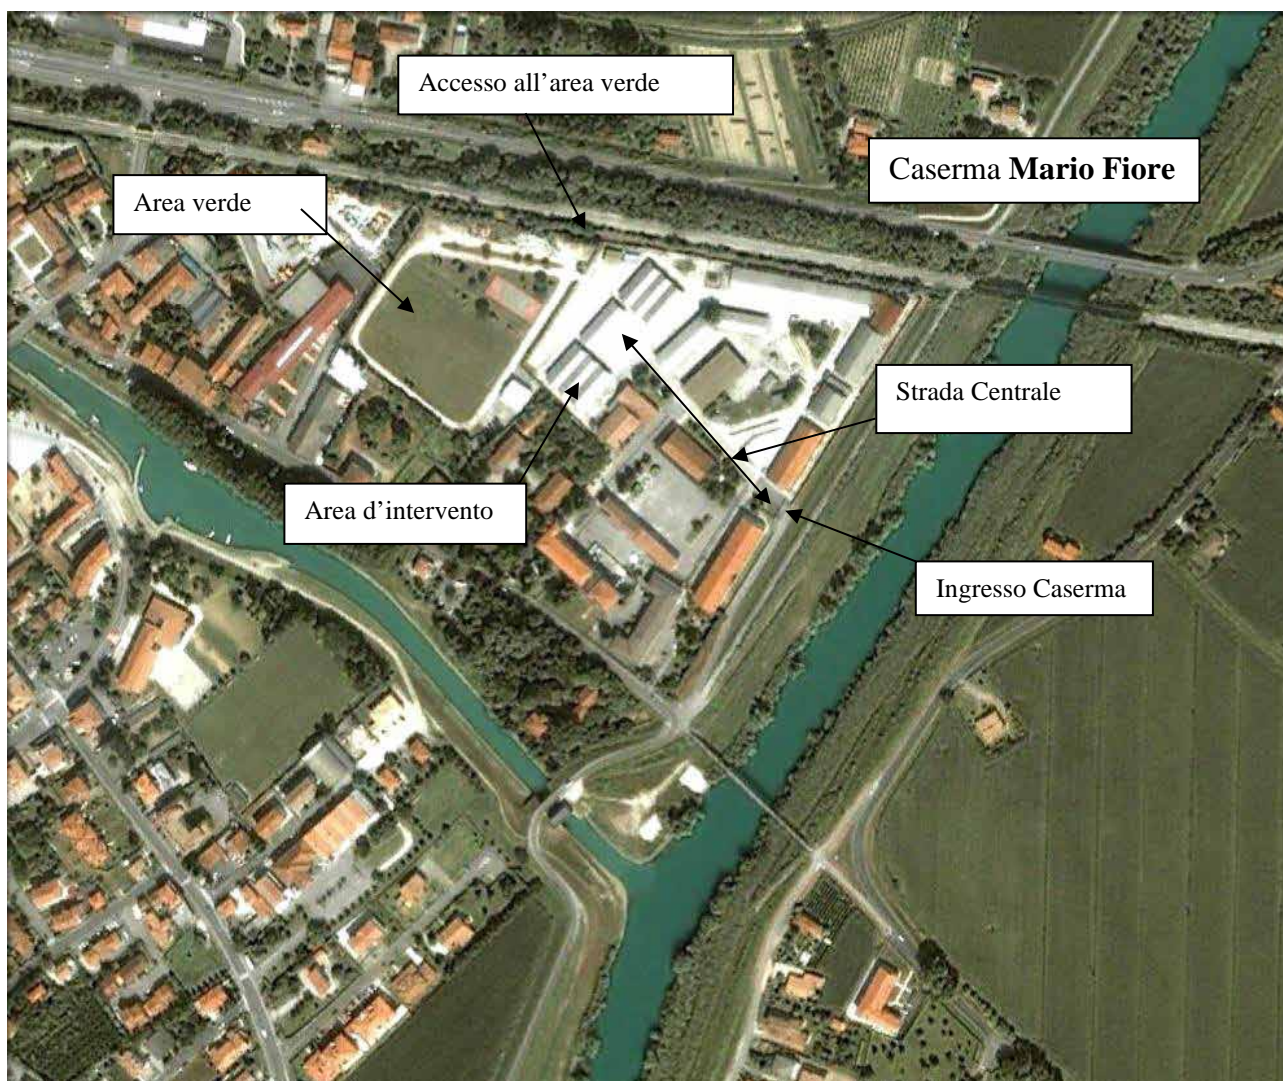 Accesso all’area verde
Caserma Mario Fiore
Area verde
Strada Centrale
Area d’intervento
Ingresso Caserma